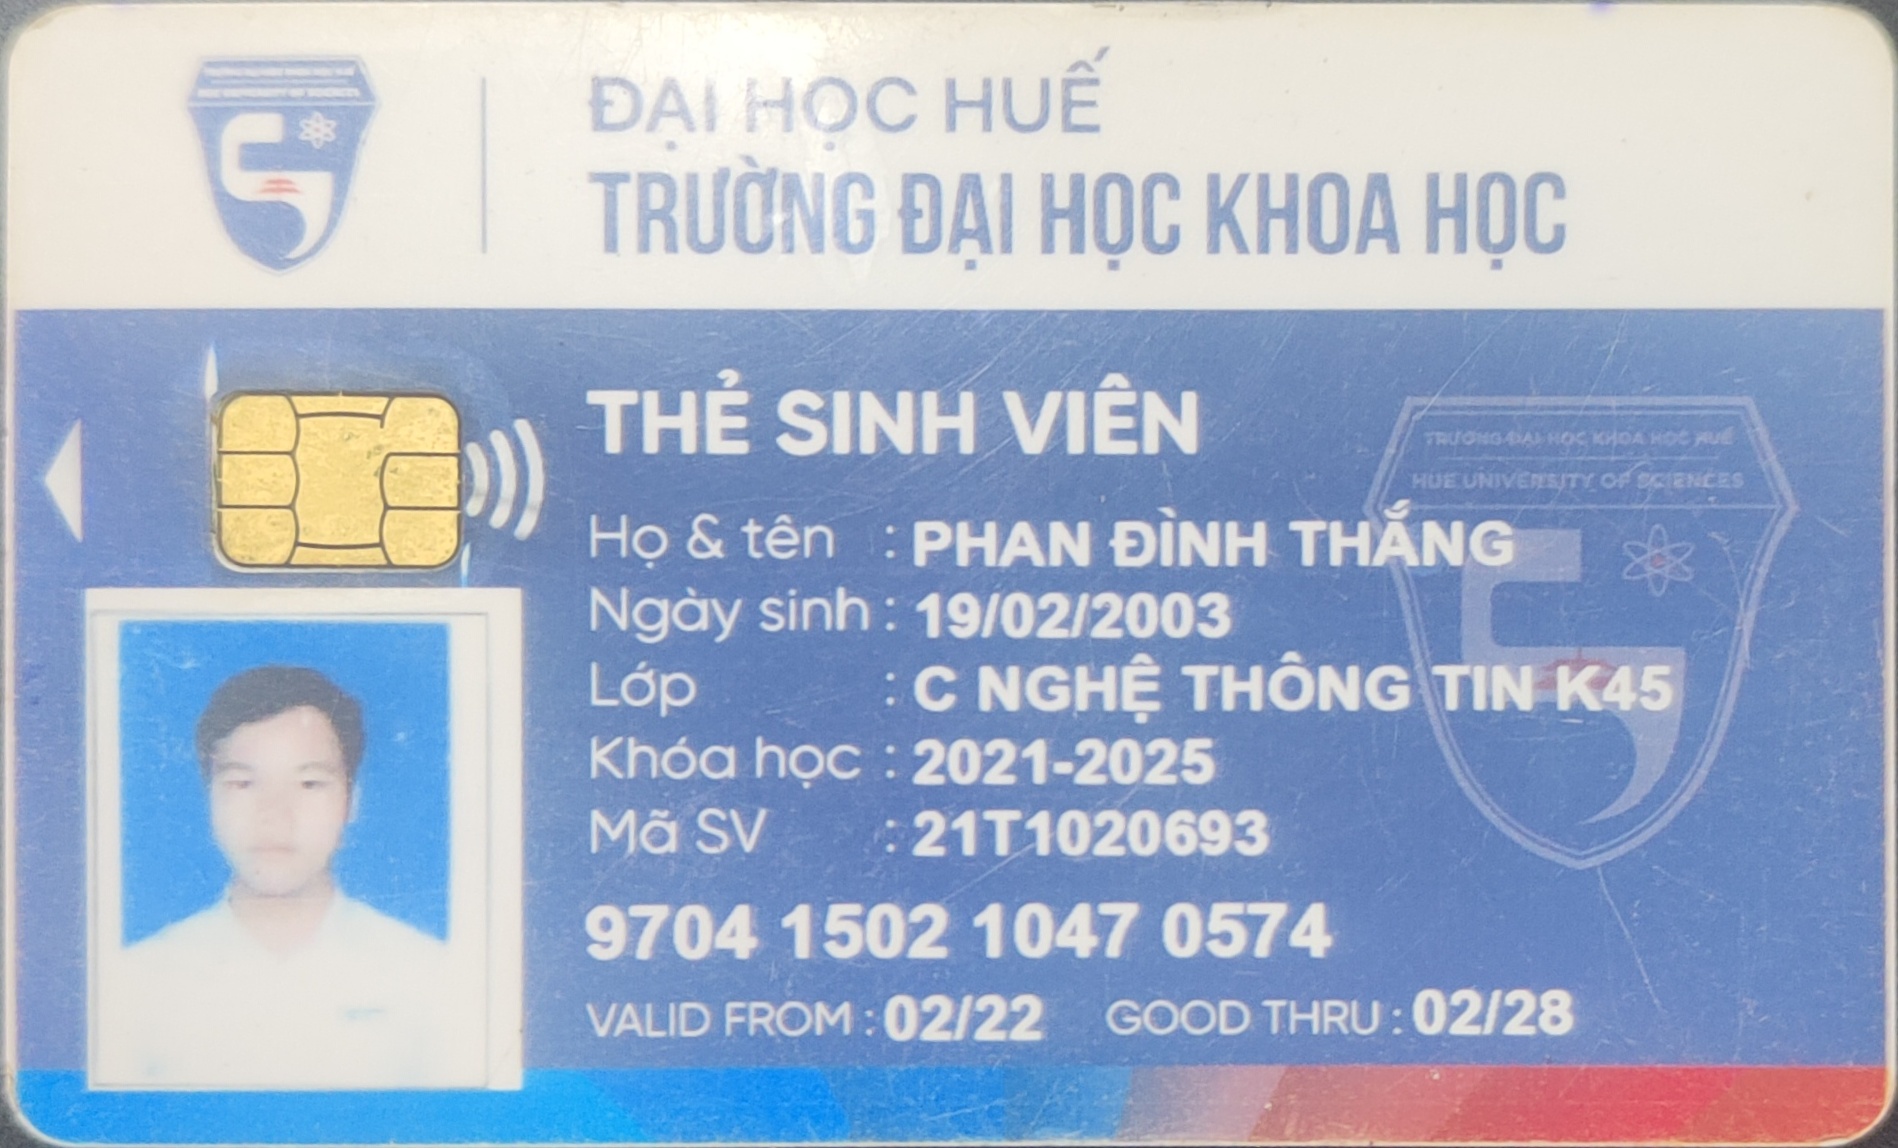 ĐẠI HỌC HUẾ
TRƯỜNG ĐẠI HỌC KHOA HỌC
THẺ SINH VIÊN
TRƯỜNG ĐẠI HỌC KHOA HỌC HUẾ
HUE UNIVERSITY OF SCIENCES
Họ & tên : PHAN ĐÌNH THẮNG
Ngày sinh : 19/02/2003
Lớp : C NGHỆ THÔNG TIN K45
Khóa học : 2021-2025
Mã SV : 21T1020693
9704 1502 1047 0574
VALID FROM : 02/22 GOOD THRU : 02/28